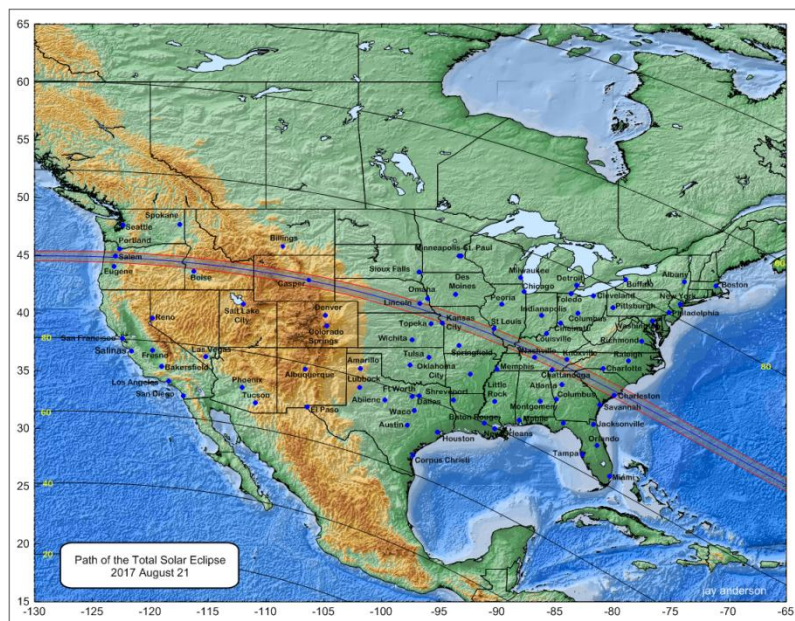 65
60
55
50
45
40
35
30
25
20
15
-130
-125
-120
-115
-110
-105
-100
-95
-90
-85
-80
-75
-70
-65
Spokane
Seattle
Portland
Salem
Eugene
Boise
Billings
Casper
Minneapolis
St. Paul
Sioux Falls
Des
Moines
Omaha
Lincoln
Milwaukee
Chicago
Detroit
Buffalo
Albany
Boston
Toledo
Cleveland
New York
Philadelphia
Pittsburgh
Peoria
Indianapolis
Columbus
Cincinnati
Washington
Reno
Salt Lake
City
Denver
Colorado
Springs
Topeka
Kansas
City
St Louis
Louisville
Richmond
San Francisco
Salinas
Fresno
Las Vegas
Bakersfield
Wichita
Springfield
Nashville
Knoxville
Raleigh
Charlotte
Los Angeles
San Diego
Phoenix
Tucson
Albuquerque
Amarillo
Lubbock
Tulsa
Oklahoma
City
Memphis
Chattanooga
Atlanta
Columbus
Charleston
Savannah
El Paso
Abilene
Ft Worth
Dallas
Shreveport
Little
Rock
Montgomery
Waco
Austin
Baton Rouge
Mobile
New Orleans
Jacksonville
Houston
Orlando
Tampa
Miami
Corpus Christi
80
60
40
20
80
Path of the Total Solar Eclipse
2017 August 21
jay anderson